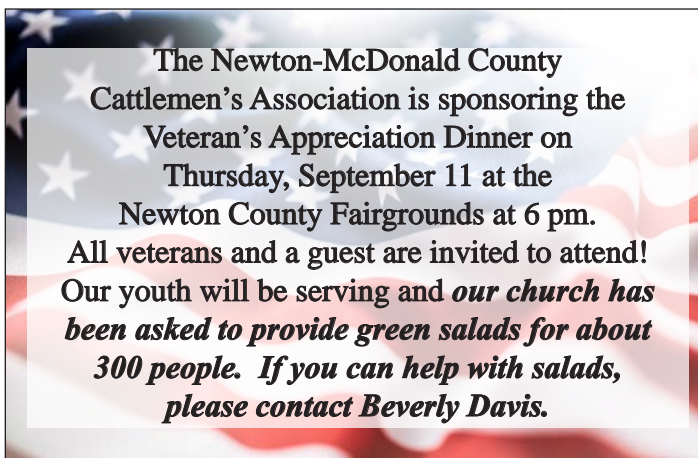 The Newton-McDonald County
Cattlemen’s Association is sponsoring the
Veteran’s Appreciation Dinner on
Thursday, September 11 at the
Newton County Fairgrounds at 6 pm.
All veterans and a guest are invited to attend!
Our youth will be serving and our church has
been asked to provide green salads for about
300 people.  If you can help with salads,
please contact Beverly Davis.